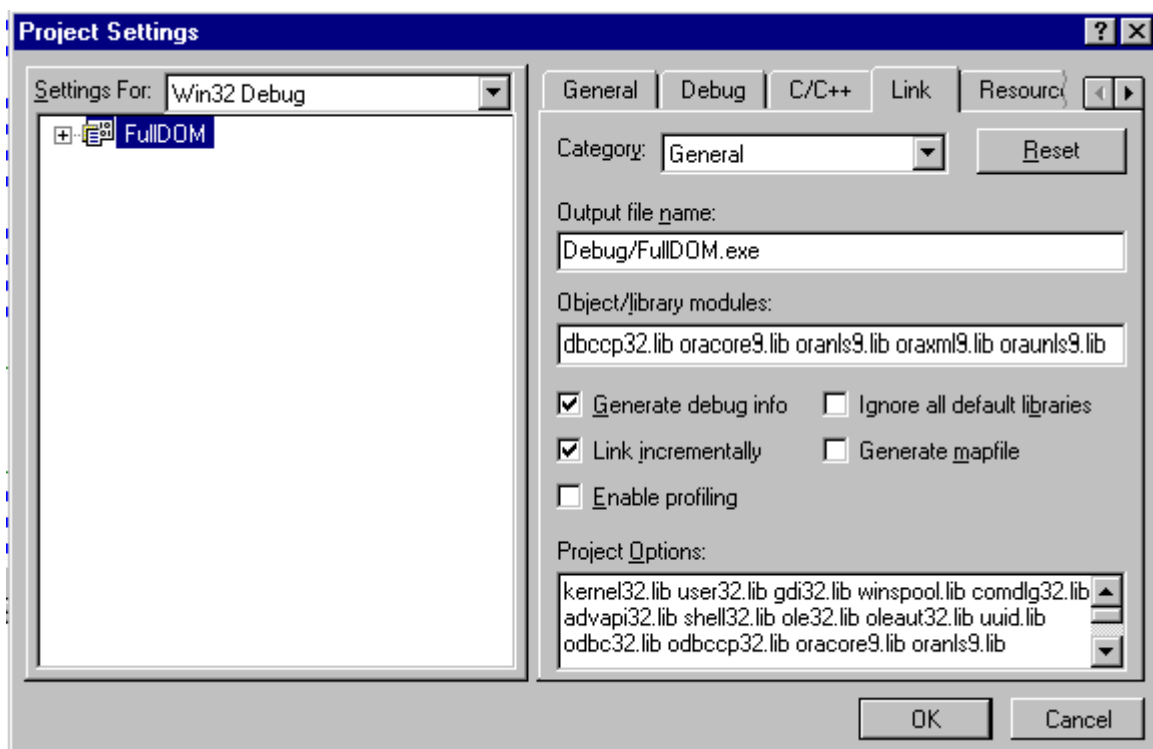 Project Settings
Settings For: Win32 Debug
FullDOM
General Debug C/C++ Link Resourc
Category: General Reset
Output file name:
Debug/FullDOM.exe
Object/library modules:
dbccp32.lib oracore9.lib oranls9.lib oraxml9.lib oraunls9.lib
Generate debug info Ignore all default libraries
Link incrementally Generate mapfile
Enable profiling
Project Options:
kernel32.lib user32.lib gdi32.lib winspool.lib comdlg32.lib
advapi32.lib shell32.lib ole32.lib oleaut32.lib uuid.lib
odbc32.lib odbccp32.lib oracore9.lib oranls9.lib
OK Cancel